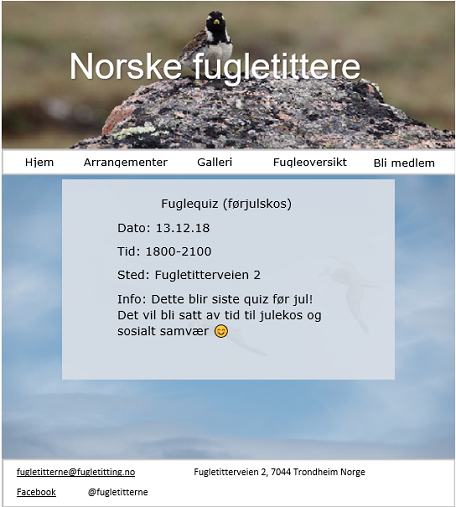 Norske fugletittere
Hjem Arrangementer Galleri Fugleoversikt Bli medlem
Fuglequiz (førjulskos)
Dato: 13.12.18
Tid: 1800-2100
Sted: Fugletitterveien 2
Info: Dette blir siste quiz før jul!
Det vil bli satt av tid til julekos og
sosialt samvær 😊
fugletitterne@fugletitting.no Fugletitterveien 2, 7044 Trondheim Norge
Facebook @fugletitterne